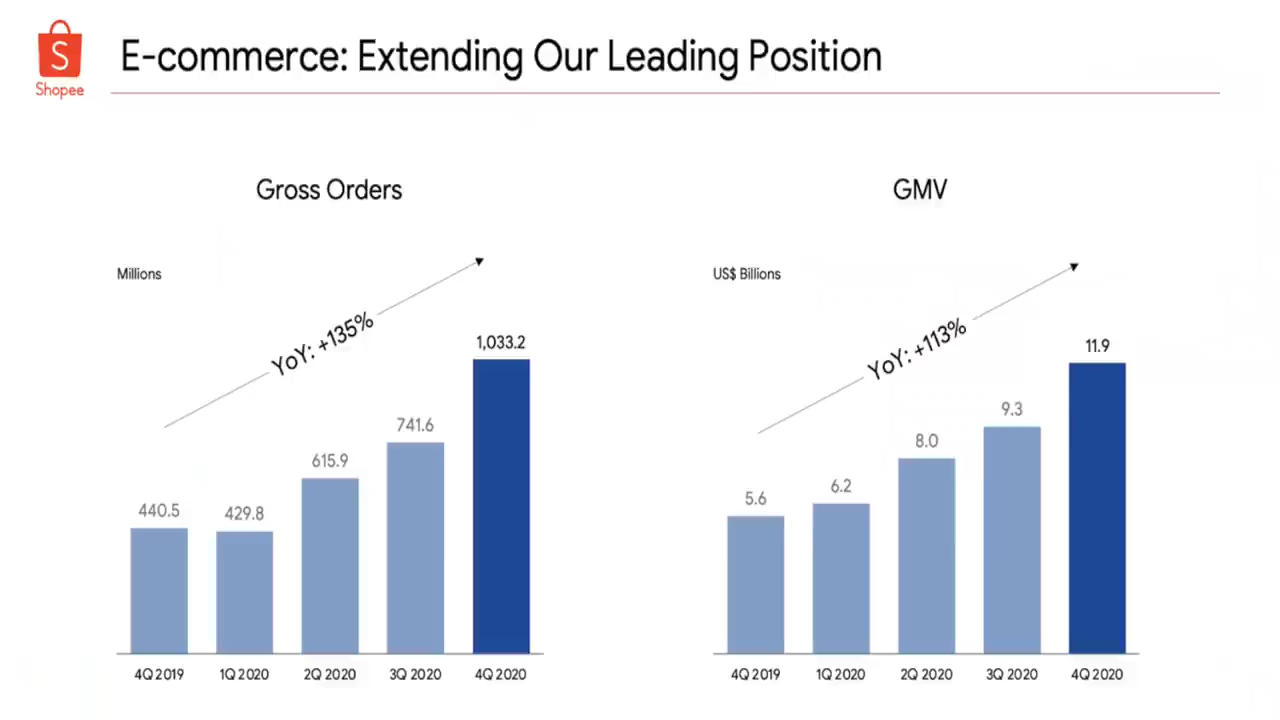 S
Shopee
E-commerce: Extending Our Leading Position
Gross Orders
Millions
YoY: +135%
440.5
429.8
615.9
741.6
1,033.2
4Q 2019
1Q 2020
2Q 2020
3Q 2020
4Q 2020
GMV
US$ Billions
YoY: +113%
5.6
6.2
8.0
9.3
11.9
4Q 2019
1Q 2020
2Q 2020
3Q 2020
4Q 2020